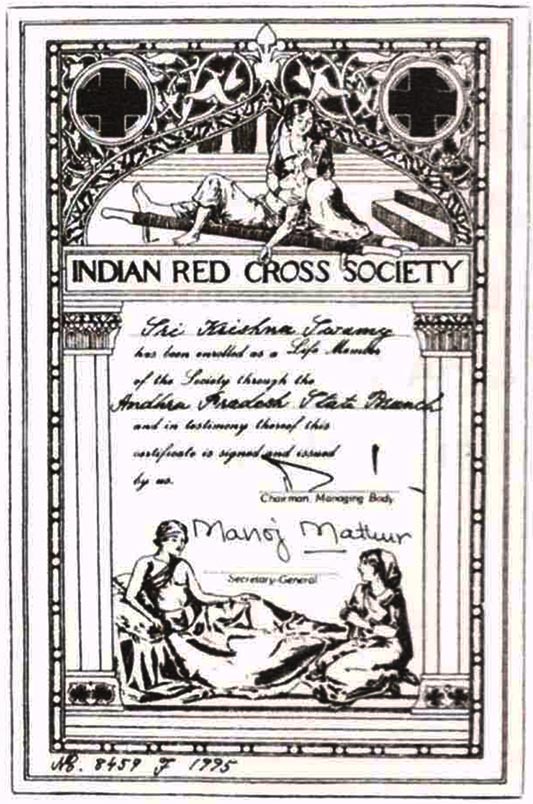 INDIAN RED CROSS SOCIETY
Sri Krishna Swamy
has been enrolled as a Life Member
of the Society through the
Andhra Pradesh State Branch
and in testimony thereof this
certificate is signed and issued
by us.
Chairman, Managing Body
Manoj Mathur
Secretary-General
No. 8459 of 1995